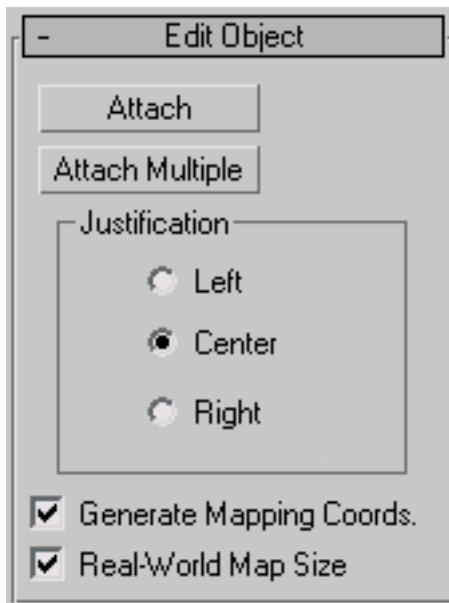 - Edit Object
Attach
Attach Multiple
Justification
Left
Center
Right
Generate Mapping Coords.
Real-World Map Size